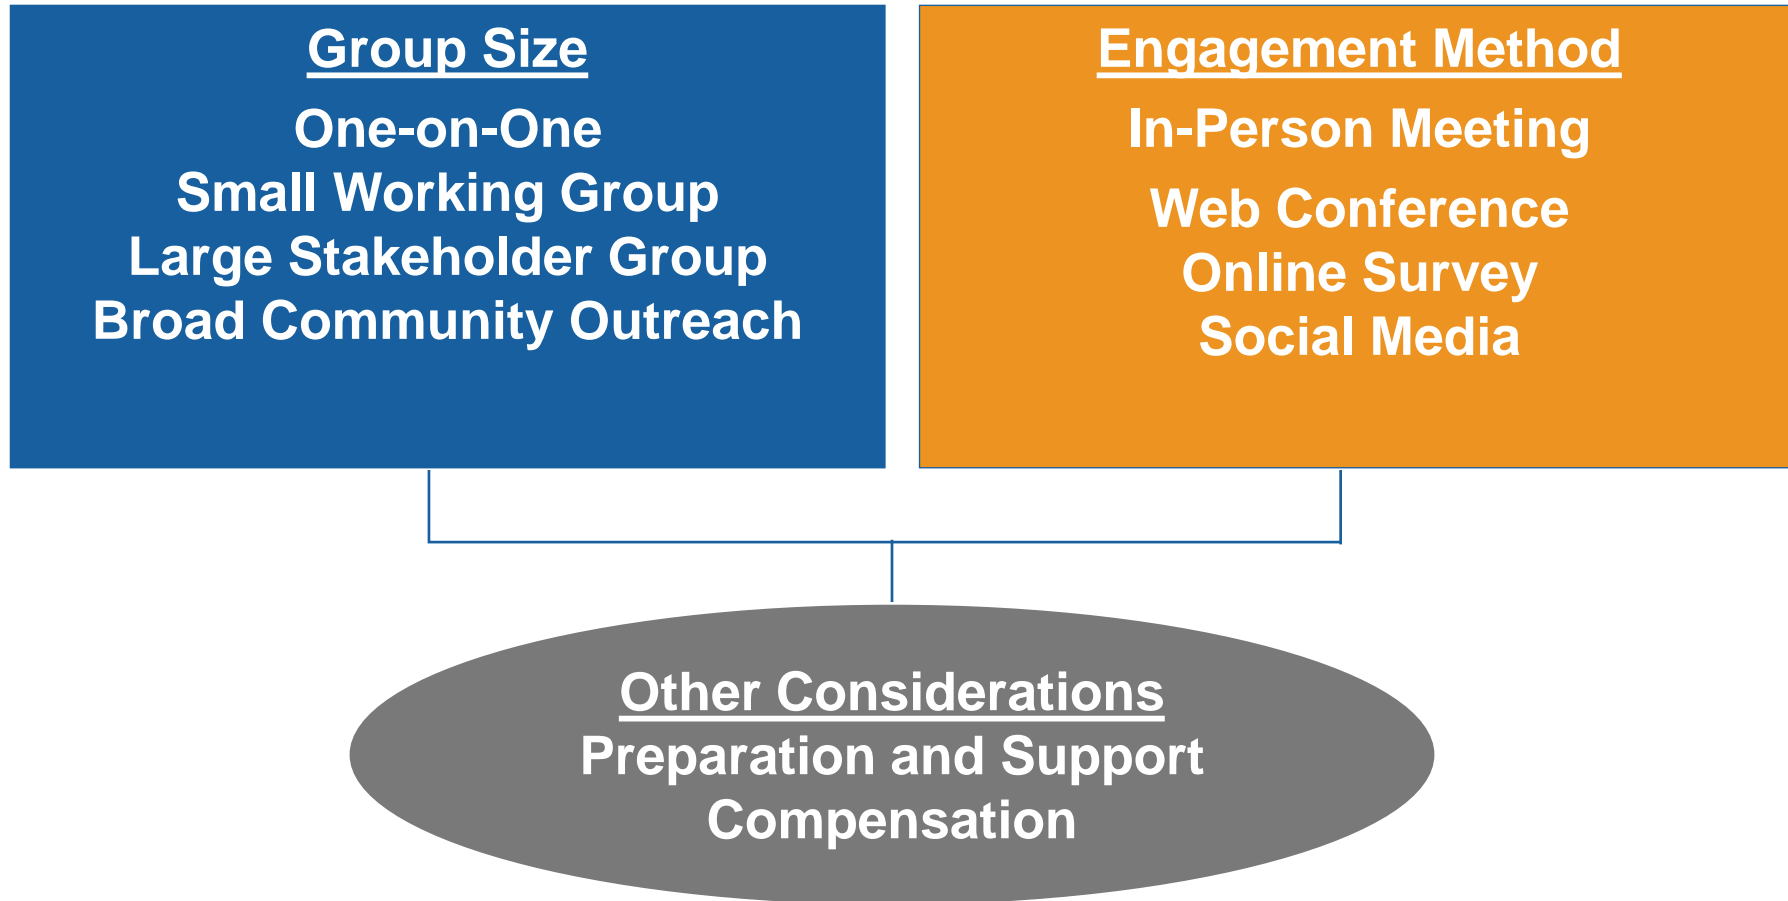 Group Size
One-on-One
Small Working Group
Large Stakeholder Group
Broad Community Outreach
Engagement Method
In-Person Meeting
Web Conference
Online Survey
Social Media
Other Considerations
Preparation and Support
Compensation